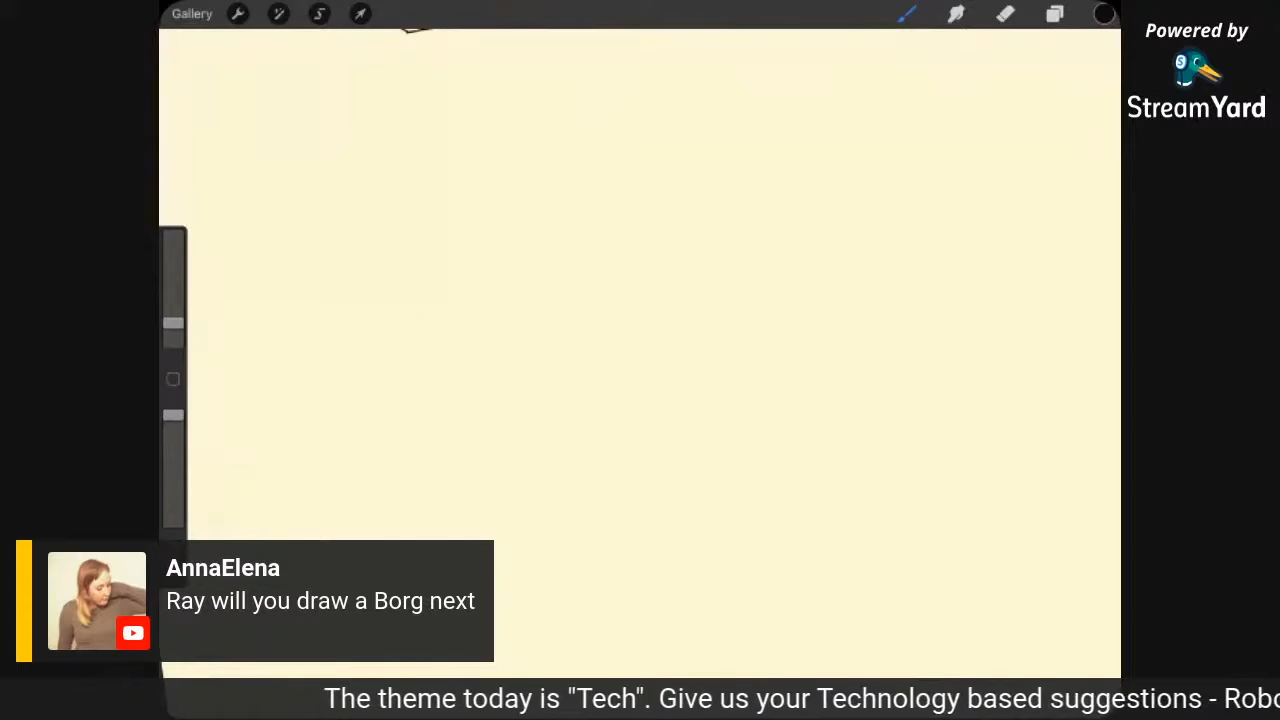 Gallery
Powered by
S
StreamYard
AnnaElena
Ray will you draw a Borg next
The theme today is "Tech". Give us your Technology based suggestions - Robo